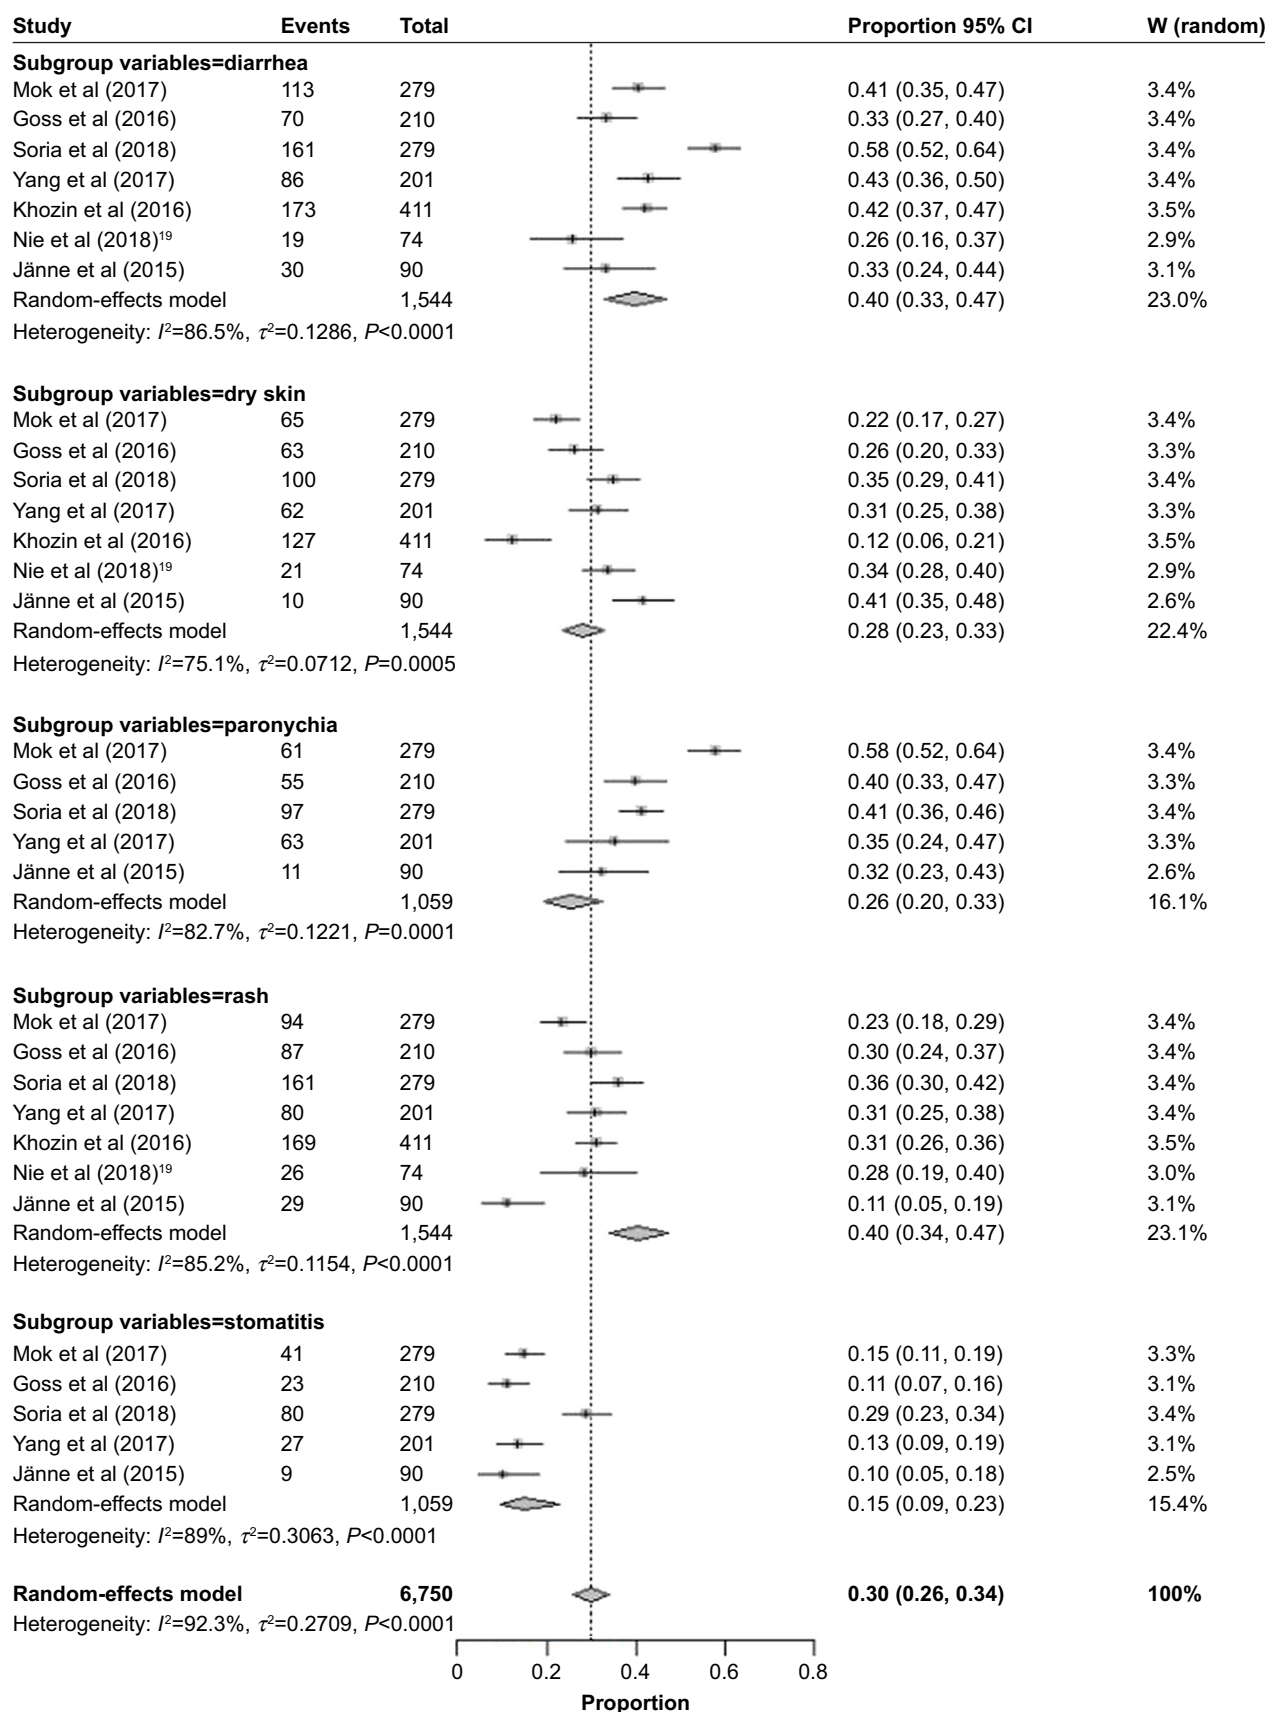 Study Events Total Proportion 95% CI W (random)
Subgroup variables=diarrhea
Mok et al (2017) 113 279 0.41 (0.35, 0.47) 3.4%
Goss et al (2016) 70 210 0.33 (0.27, 0.40) 3.4%
Soria et al (2018) 161 279 0.58 (0.52, 0.64) 3.4%
Yang et al (2017) 86 201 0.43 (0.36, 0.50) 3.4%
Khozin et al (2016) 173 411 0.42 (0.37, 0.47) 3.5%
Nie et al (2018)¹⁹ 19 74 0.26 (0.16, 0.37) 2.9%
Jänne et al (2015) 30 90 0.33 (0.24, 0.44) 3.1%
Random-effects model 1,544 0.40 (0.33, 0.47) 23.0%
Heterogeneity: I²=86.5%, τ²=0.1286, P<0.0001
Subgroup variables=dry skin
Mok et al (2017) 65 279 0.22 (0.17, 0.27) 3.4%
Goss et al (2016) 63 210 0.26 (0.20, 0.33) 3.3%
Soria et al (2018) 100 279 0.35 (0.29, 0.41) 3.4%
Yang et al (2017) 62 201 0.31 (0.25, 0.38) 3.3%
Khozin et al (2016) 127 411 0.12 (0.06, 0.21) 3.5%
Nie et al (2018)¹⁹ 21 74 0.34 (0.28, 0.40) 2.9%
Jänne et al (2015) 10 90 0.41 (0.35, 0.48) 2.6%
Random-effects model 1,544 0.28 (0.23, 0.33) 22.4%
Heterogeneity: I²=75.1%, τ²=0.0712, P=0.0005
Subgroup variables=paronychia
Mok et al (2017) 61 279 0.58 (0.52, 0.64) 3.4%
Goss et al (2016) 55 210 0.40 (0.33, 0.47) 3.3%
Soria et al (2018) 97 279 0.41 (0.36, 0.46) 3.4%
Yang et al (2017) 63 201 0.35 (0.24, 0.47) 3.3%
Jänne et al (2015) 11 90 0.32 (0.23, 0.43) 2.6%
Random-effects model 1,059 0.26 (0.20, 0.33) 16.1%
Heterogeneity: I²=82.7%, τ²=0.1221, P=0.0001
Subgroup variables=rash
Mok et al (2017) 94 279 0.23 (0.18, 0.29) 3.4%
Goss et al (2016) 87 210 0.30 (0.24, 0.37) 3.4%
Soria et al (2018) 161 279 0.36 (0.30, 0.42) 3.4%
Yang et al (2017) 80 201 0.31 (0.25, 0.38) 3.4%
Khozin et al (2016) 169 411 0.31 (0.26, 0.36) 3.5%
Nie et al (2018)¹⁹ 26 74 0.28 (0.19, 0.40) 3.0%
Jänne et al (2015) 29 90 0.11 (0.05, 0.19) 3.1%
Random-effects model 1,544 0.40 (0.34, 0.47) 23.1%
Heterogeneity: I²=85.2%, τ²=0.1154, P<0.0001
Subgroup variables=stomatitis
Mok et al (2017) 41 279 0.15 (0.11, 0.19) 3.3%
Goss et al (2016) 23 210 0.11 (0.07, 0.16) 3.1%
Soria et al (2018) 80 279 0.29 (0.23, 0.34) 3.4%
Yang et al (2017) 27 201 0.13 (0.09, 0.19) 3.1%
Jänne et al (2015) 9 90 0.10 (0.05, 0.18) 2.5%
Random-effects model 1,059 0.15 (0.09, 0.23) 15.4%
Heterogeneity: I²=89%, τ²=0.3063, P<0.0001
Random-effects model 6,750 0.30 (0.26, 0.34) 100%
Heterogeneity: I²=92.3%, τ²=0.2709, P<0.0001
0 0.2 0.4 0.6 0.8
Proportion